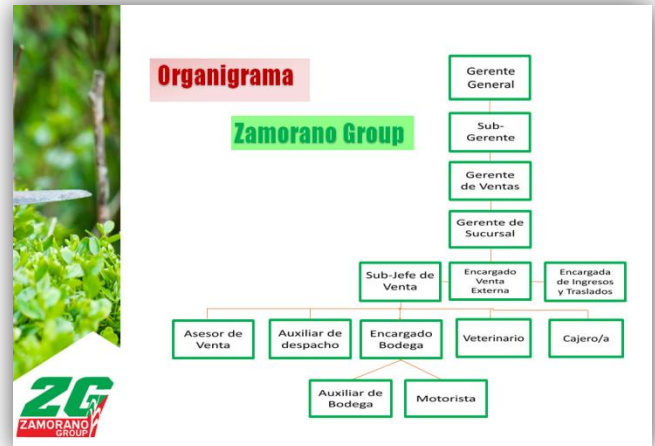 Organigrama
Zamorano Group
Gerente
General
Sub-
Gerente
Gerente
de Ventas
Gerente de
Sucursal
Sub-Jefe de
Venta
Encargado
Venta
Externa
Encargada
de Ingresos
y Traslados
Asesor de
Venta
Auxiliar de
despacho
Encargado
Bodega
Veterinario
Cajero/a
Auxiliar de
Bodega
Motorista
ZG
ZAMORANO
GROUP